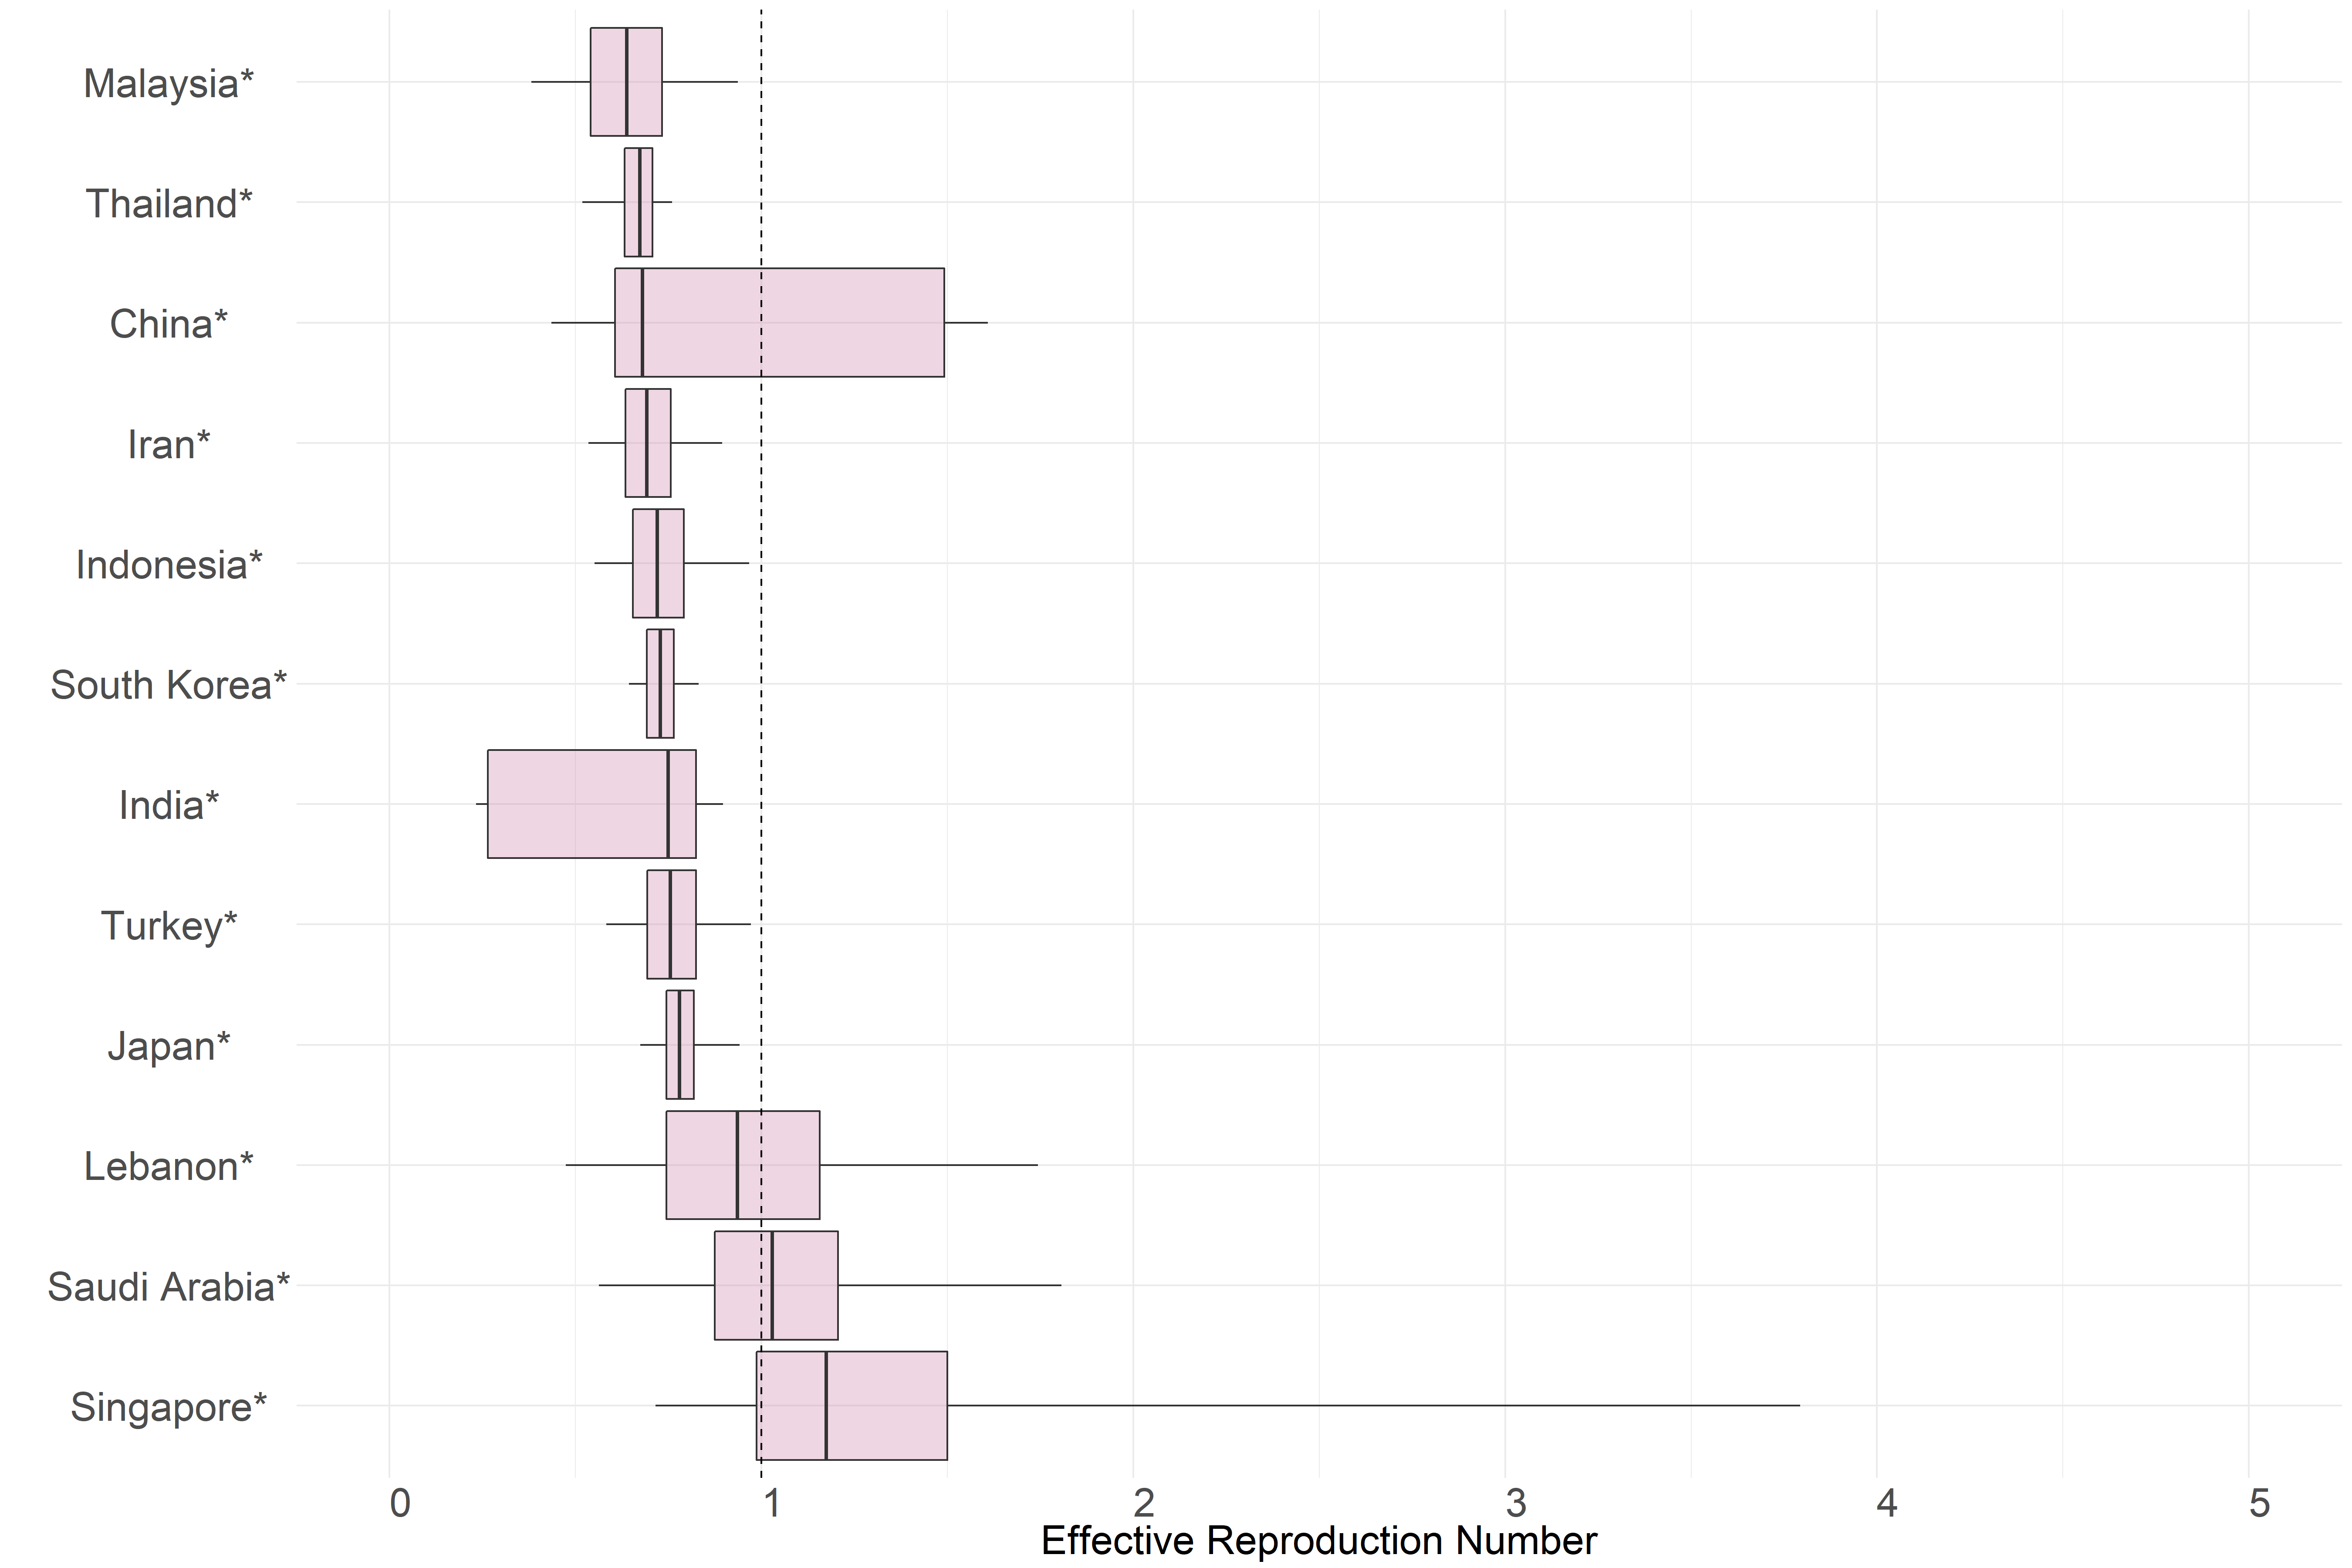 Malaysia*
Thailand*
China*
Iran*
Indonesia*
South Korea*
India*
Turkey*
Japan*
Lebanon*
Saudi Arabia*
Singapore*
0 1 2 3 4 5
Effective Reproduction Number